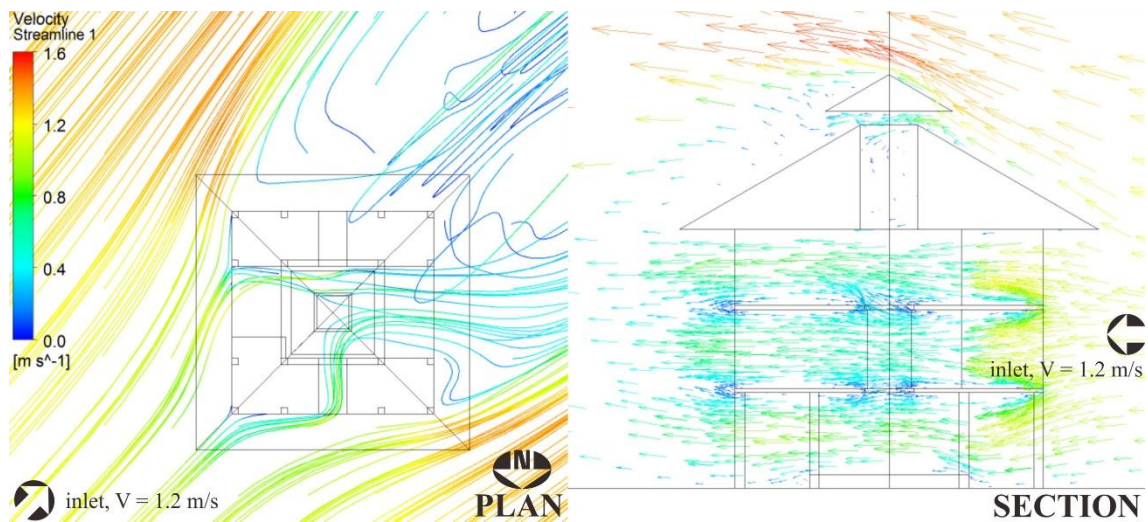 Velocity
Streamline 1
1.6
1.2
0.8
0.4
0.0
[m s^-1]
inlet, V = 1.2 m/s
N
PLAN
inlet, V = 1.2 m/s
SECTION